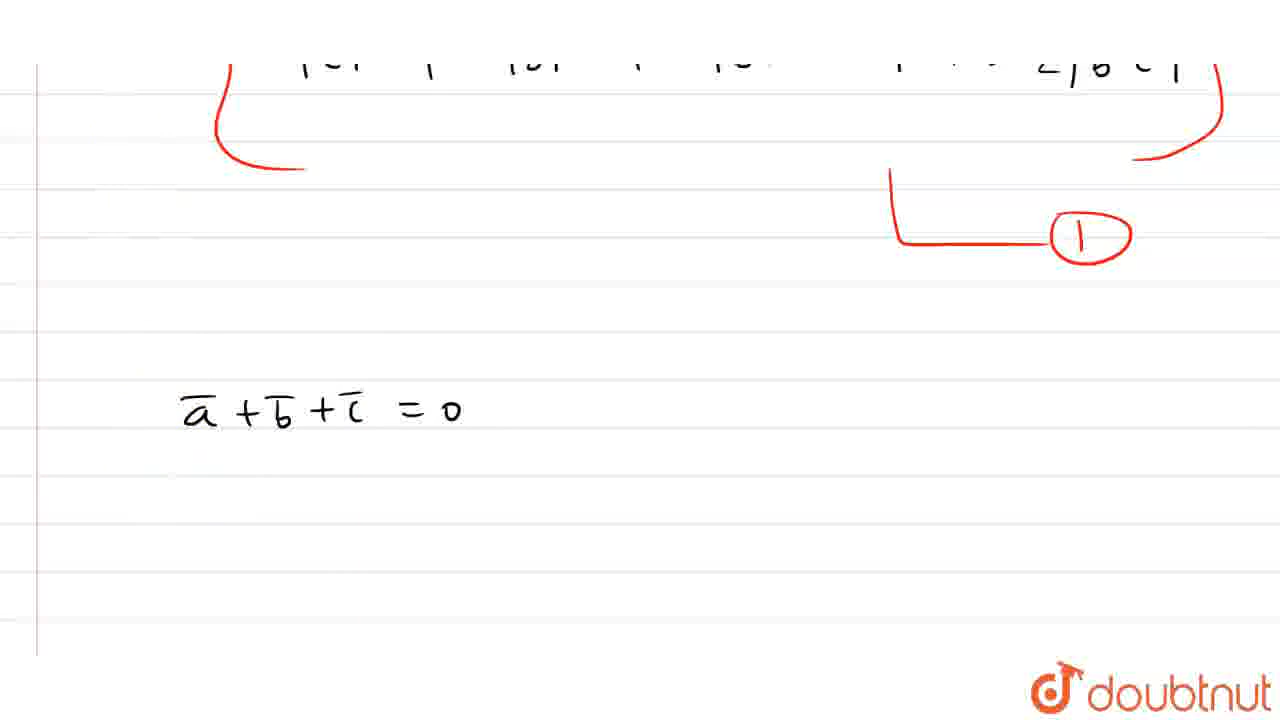 1
a̅ + b̅ + c̅ = 0
doubtnut